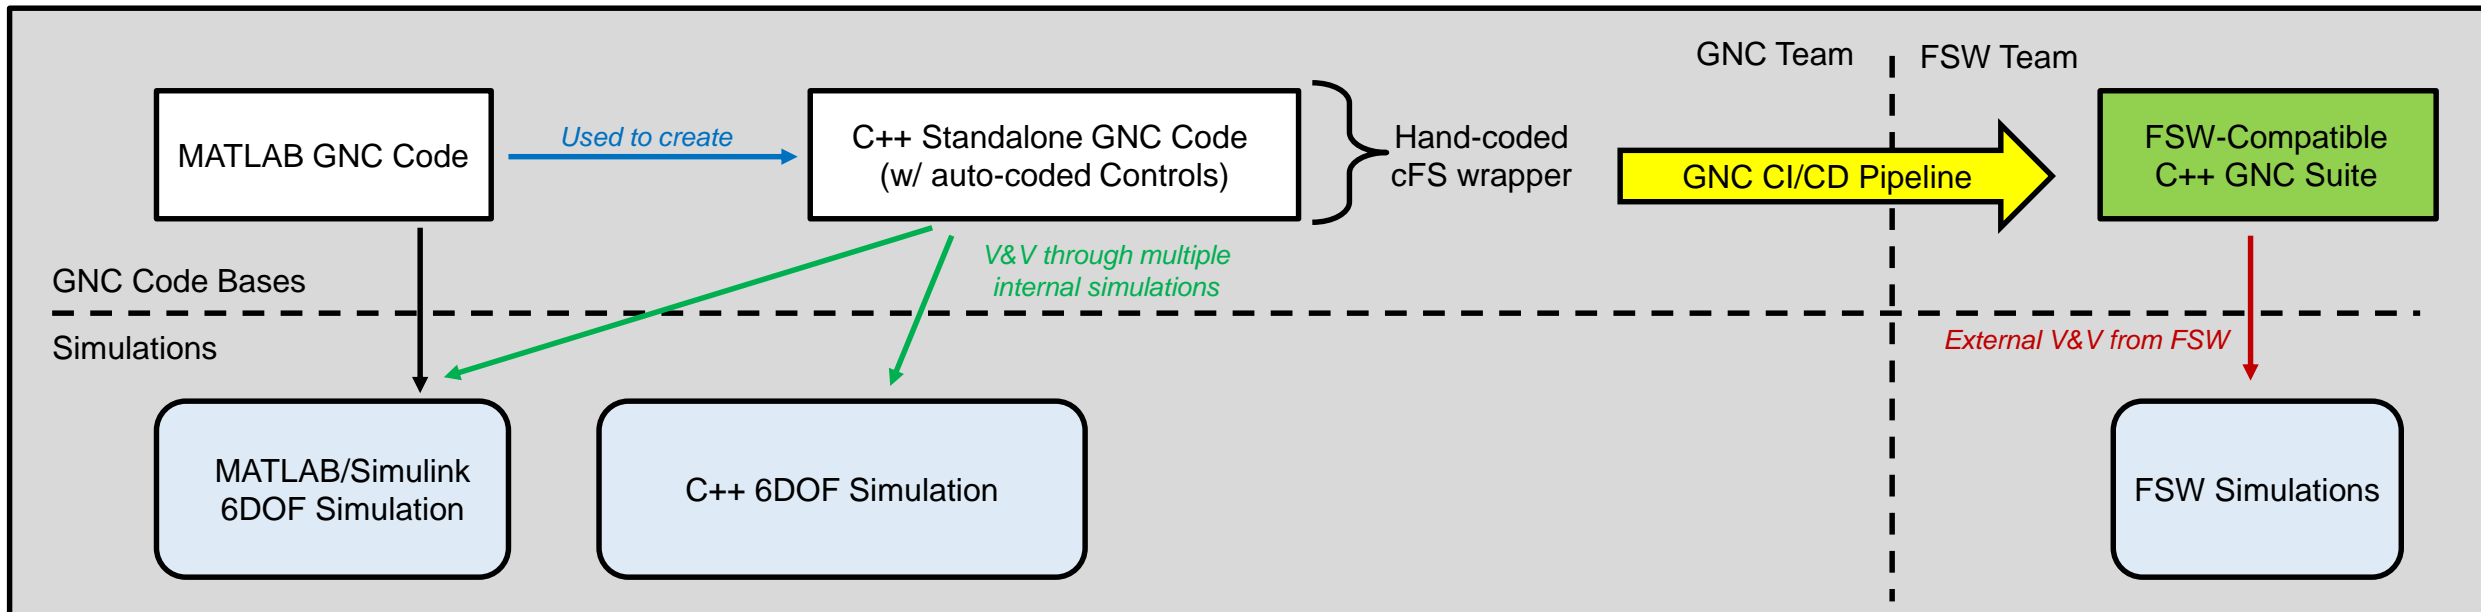 GNC Team
FSW Team
MATLAB GNC Code
Used to create
C++ Standalone GNC Code
(w/ auto-coded Controls)
Hand-coded
cFS wrapper
GNC CI/CD Pipeline
FSW-Compatible
C++ GNC Suite
V&V through multiple
internal simulations
GNC Code Bases
Simulations
External V&V from FSW
MATLAB/Simulink
6DOF Simulation
C++ 6DOF Simulation
FSW Simulations